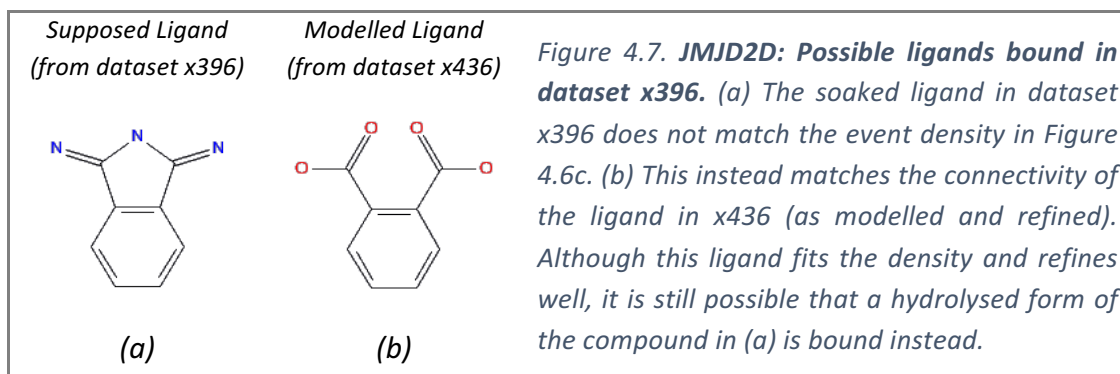 Supposed Ligand
(from dataset x396)
N
N
N
(a)
Modelled Ligand
(from dataset x436)
O
O
O
O
(b)
Figure 4.7. JMJD2D: Possible ligands bound in
dataset x396. (a) The soaked ligand in dataset
x396 does not match the event density in Figure
4.6c. (b) This instead matches the connectivity of
the ligand in x436 (as modelled and refined).
Although this ligand fits the density and refines
well, it is still possible that a hydrolysed form of
the compound in (a) is bound instead.